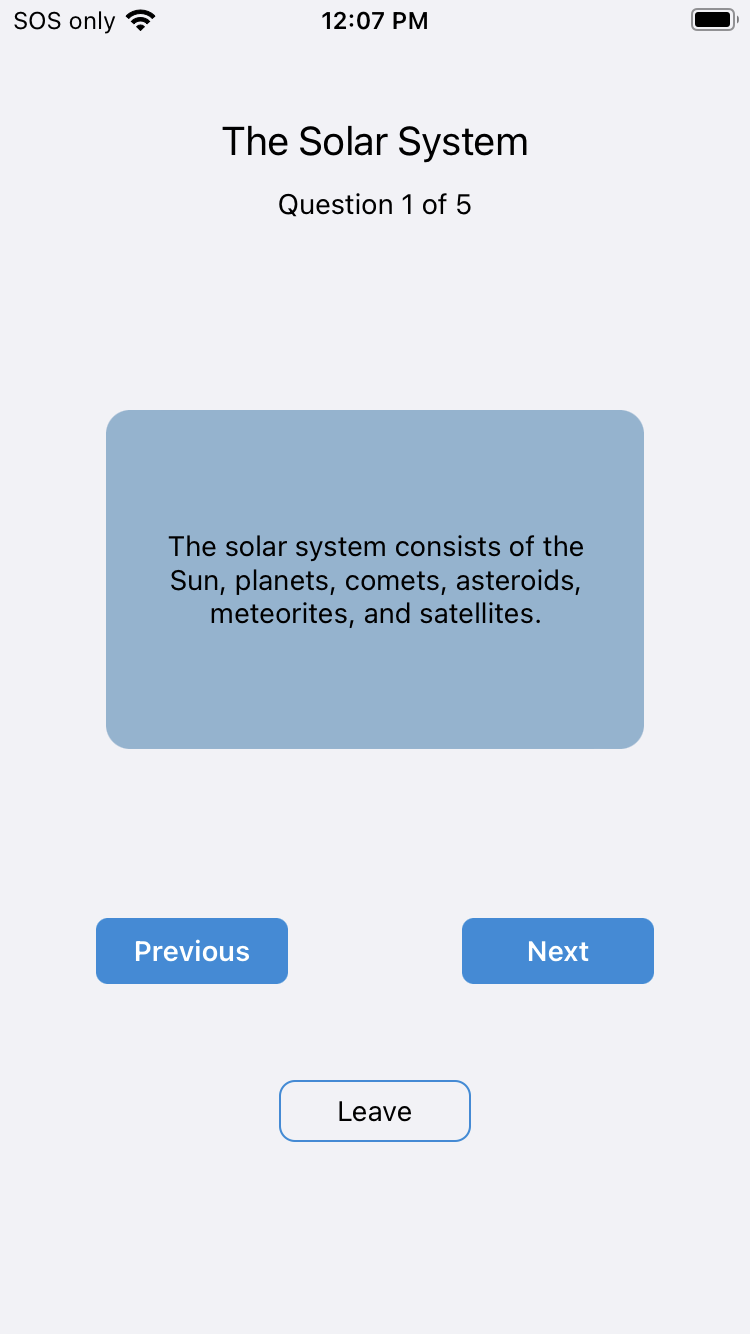 SOS only
12:07 PM
The Solar System
Question 1 of 5
The solar system consists of the
Sun, planets, comets, asteroids,
meteorites, and satellites.
Previous
Next
Leave